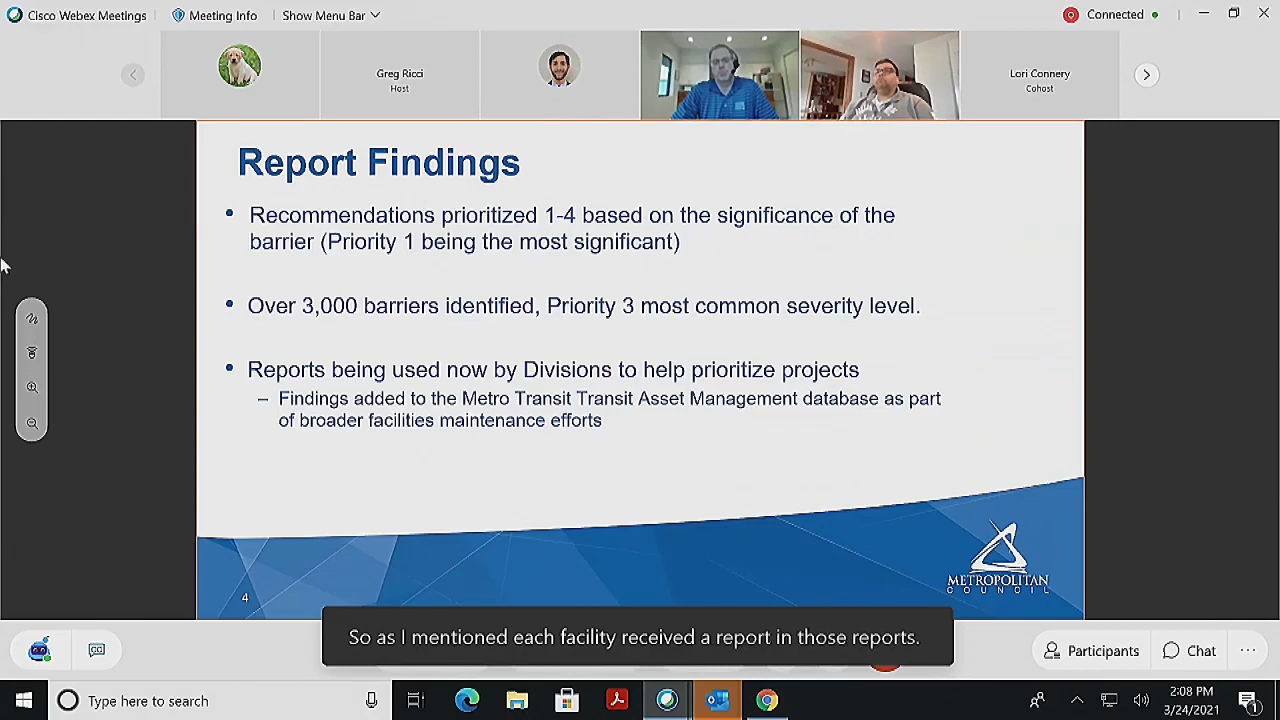 Cisco Webex Meetings
Meeting Info
Show Menu Bar
Connected
Greg Ricci
Host
Lori Connery
Cohost
Report Findings
• Recommendations prioritized 1-4 based on the significance of the
barrier (Priority 1 being the most significant)
• Over 3,000 barriers identified, Priority 3 most common severity level.
• Reports being used now by Divisions to help prioritize projects
– Findings added to the Metro Transit Transit Asset Management database as part
of broader facilities maintenance efforts
METROPOLITAN
COUNCIL
4
So as I mentioned each facility received a report in those reports.
CC
Participants
Chat
Type here to search
2:08 PM
3/24/2021
1